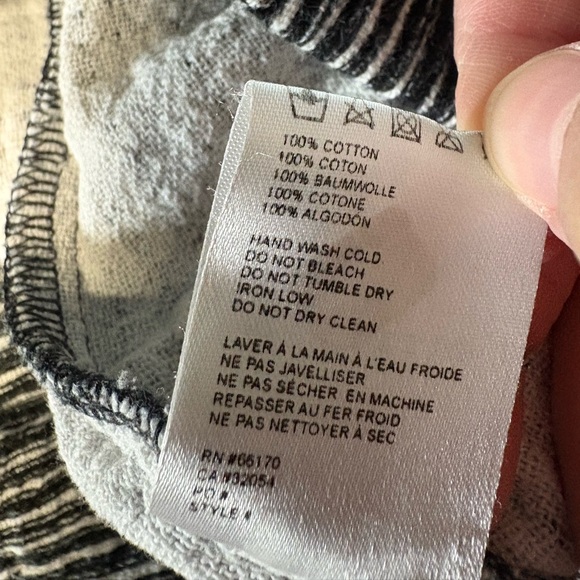 100% COTTON
100% COTON
100% BAUMWOLLE
100% COTONE
100% ALGODON
HAND WASH COLD
DO NOT BLEACH
DO NOT TUMBLE DRY
IRON LOW
DO NOT DRY CLEAN
LAVER À LA MAIN À L'EAU FROIDE
NE PAS JAVELLISER
NE PAS SÉCHER EN MACHINE
REPASSER AU FER FROID
NE PAS NETTOYER À SEC
RN #66170
CA #32054
PO #
STYLE #